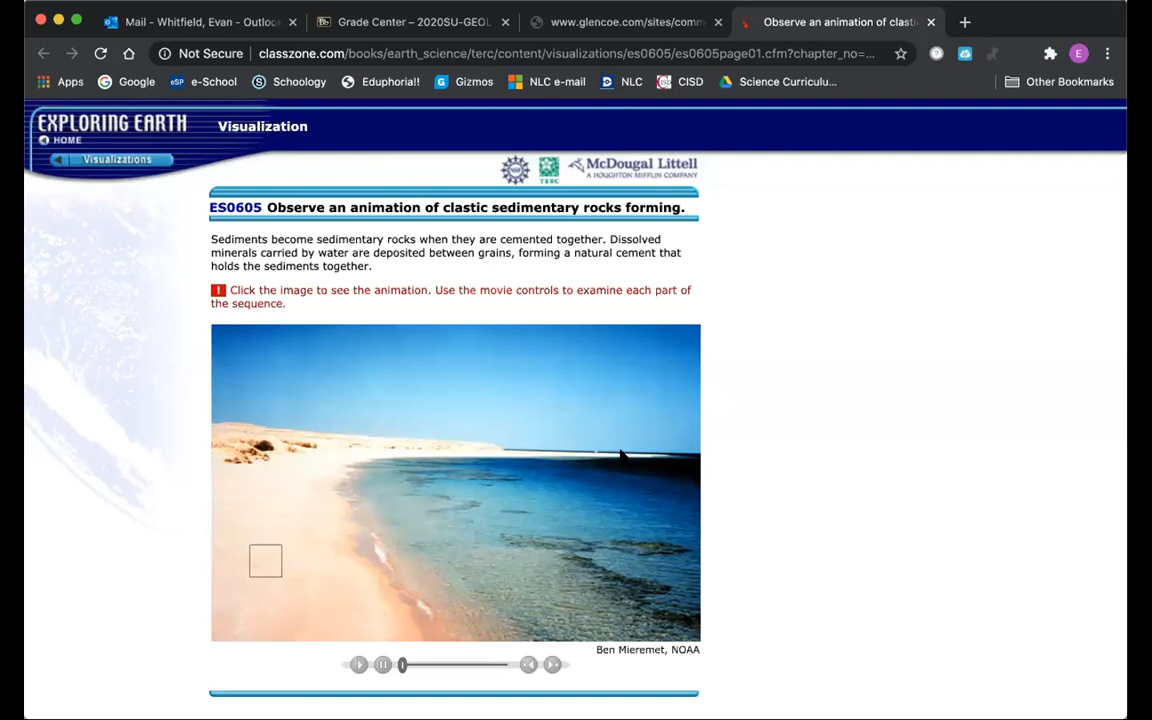 Mail - Whitfield, Evan - Outloo
Grade Center – 2020SU-GEOL
www.glencoe.com/sites/comm
Observe an animation of clasti
Not Secure
classzone.com/books/earth_science/terc/content/visualizations/es0605/es0605page01.cfm?chapter_no=...
E
Apps
Google
eSP e-School
S Schoology
Eduphoria!!
G Gizmos
NLC e-mail
D NLC
CISD
Science Curriculu...
Other Bookmarks
EXPLORING EARTH
HOME
Visualization
Visualizations
NSF
TERC
McDougal Littell
A HOUGHTON MIFFLIN COMPANY
ES0605 Observe an animation of clastic sedimentary rocks forming.
Sediments become sedimentary rocks when they are cemented together. Dissolved
minerals carried by water are deposited between grains, forming a natural cement that
holds the sediments together.
! Click the image to see the animation. Use the movie controls to examine each part of
the sequence.
Ben Mieremet, NOAA